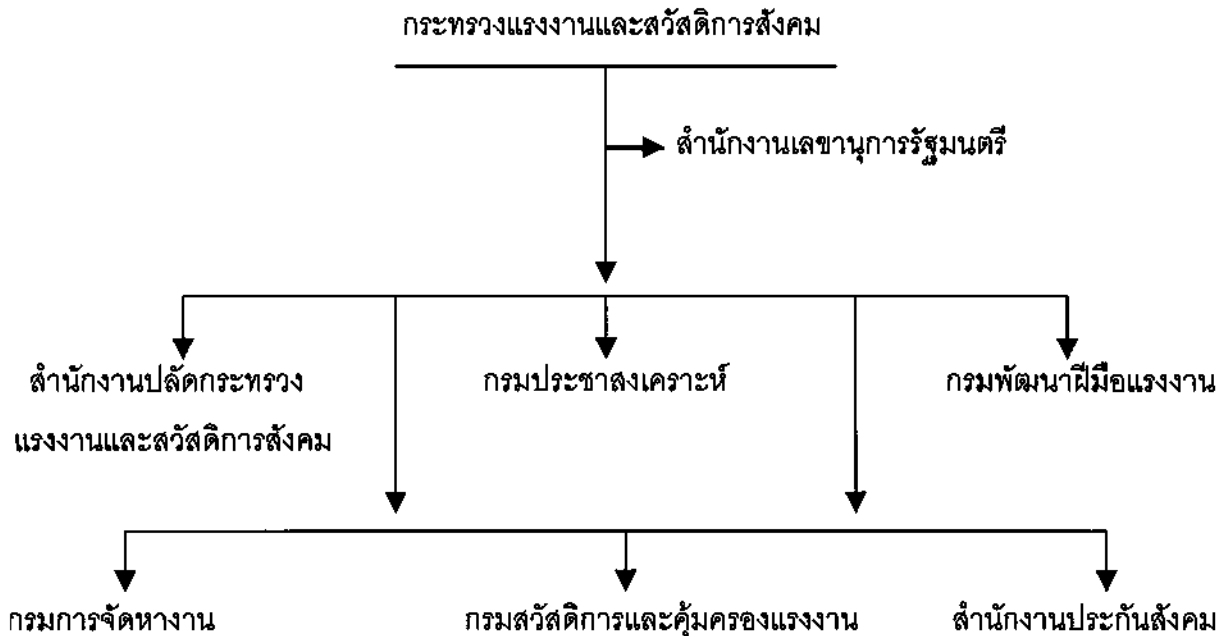 กระทรวงแรงงานและสวัสดิการสังคม
สำนักงานเลขานุการรัฐมนตรี
สำนักงานปลัดกระทรวง
แรงงานและสวัสดิการสังคม
กรมประชาสงเคราะห์
กรมพัฒนาฝีมือแรงงาน
กรมการจัดหางาน
กรมสวัสดิการและคุ้มครองแรงงาน
สำนักงานประกันสังคม